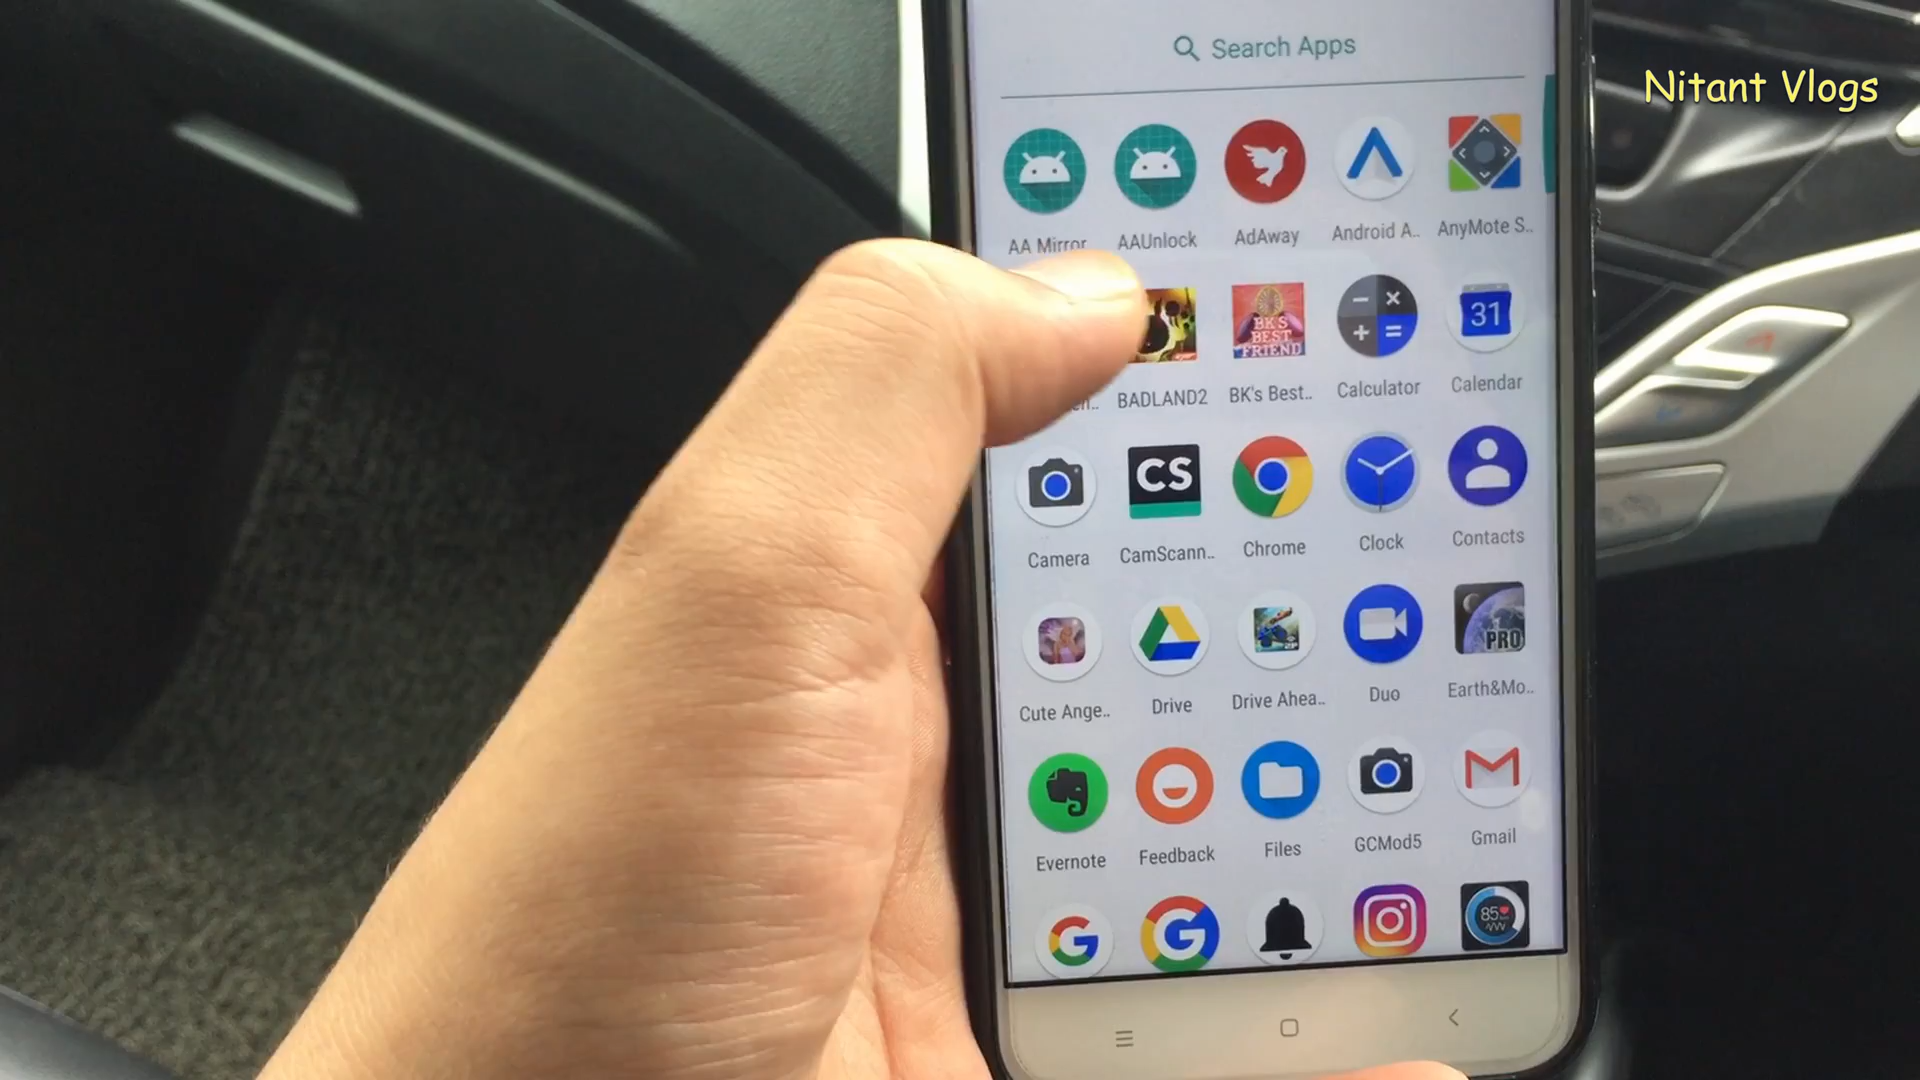 Search Apps
Nitant Vlogs
AA Mirror AAUnlock AdAway Android A.. AnyMote S..
BK'S BEST FRIEND
31
BADLAND2 BK's Best.. Calculator Calendar
CS
Camera CamScann.. Chrome Clock Contacts
PRO
Cute Ange.. Drive Drive Ahea.. Duo Earth&Mo..
Evernote Feedback Files GCMod5 Gmail
G G 85